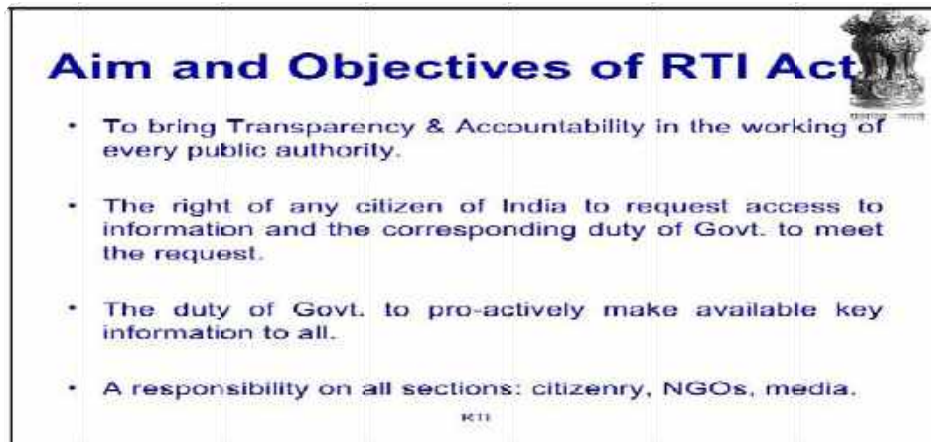 Aim and Objectives of RTI Act
• To bring Transparency & Accountability in the working of
every public authority.
• The right of any citizen of India to request access to
information and the corresponding duty of Govt. to meet
the request.
• The duty of Govt. to pro-actively make available key
information to all.
• A responsibility on all sections: citizenry, NGOs, media.
RTI